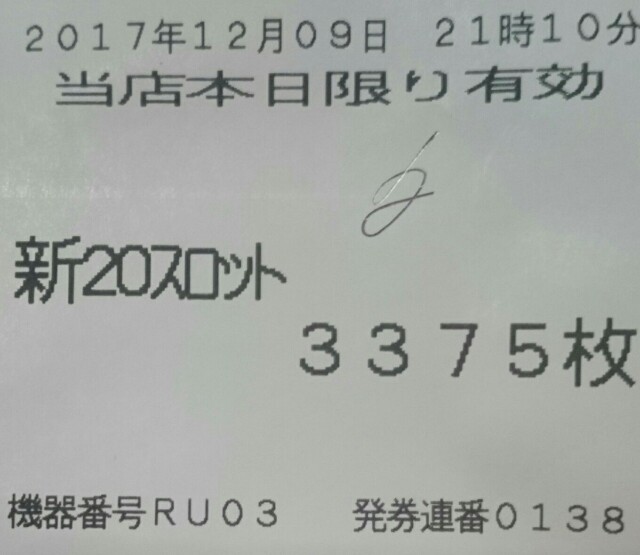 ２０１７年１２月０９日　２１時１０分
当店本日限り有効
新20スロット
３３７５枚
機器番号ＲＵ０３　発券連番０１３８